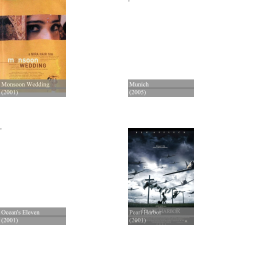 monsoon
WEDDING
Monsoon Wedding
(2001)
Munich
(2005)
Ocean's Eleven
(2001)
Pearl Harbor
(2001)